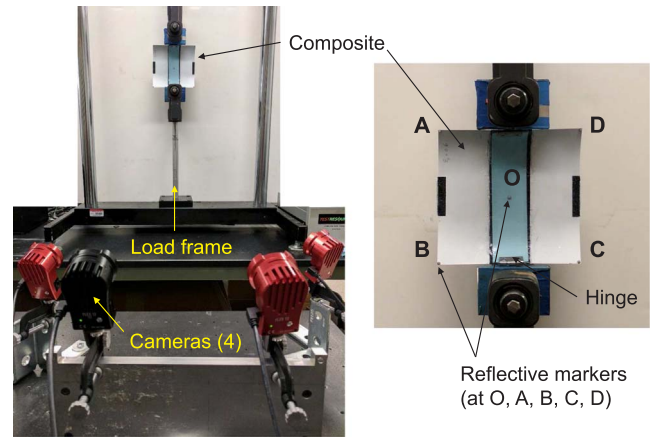 Composite
A
D
O
B
C
Load frame
Hinge
Cameras (4)
Reflective markers
(at O, A, B, C, D)